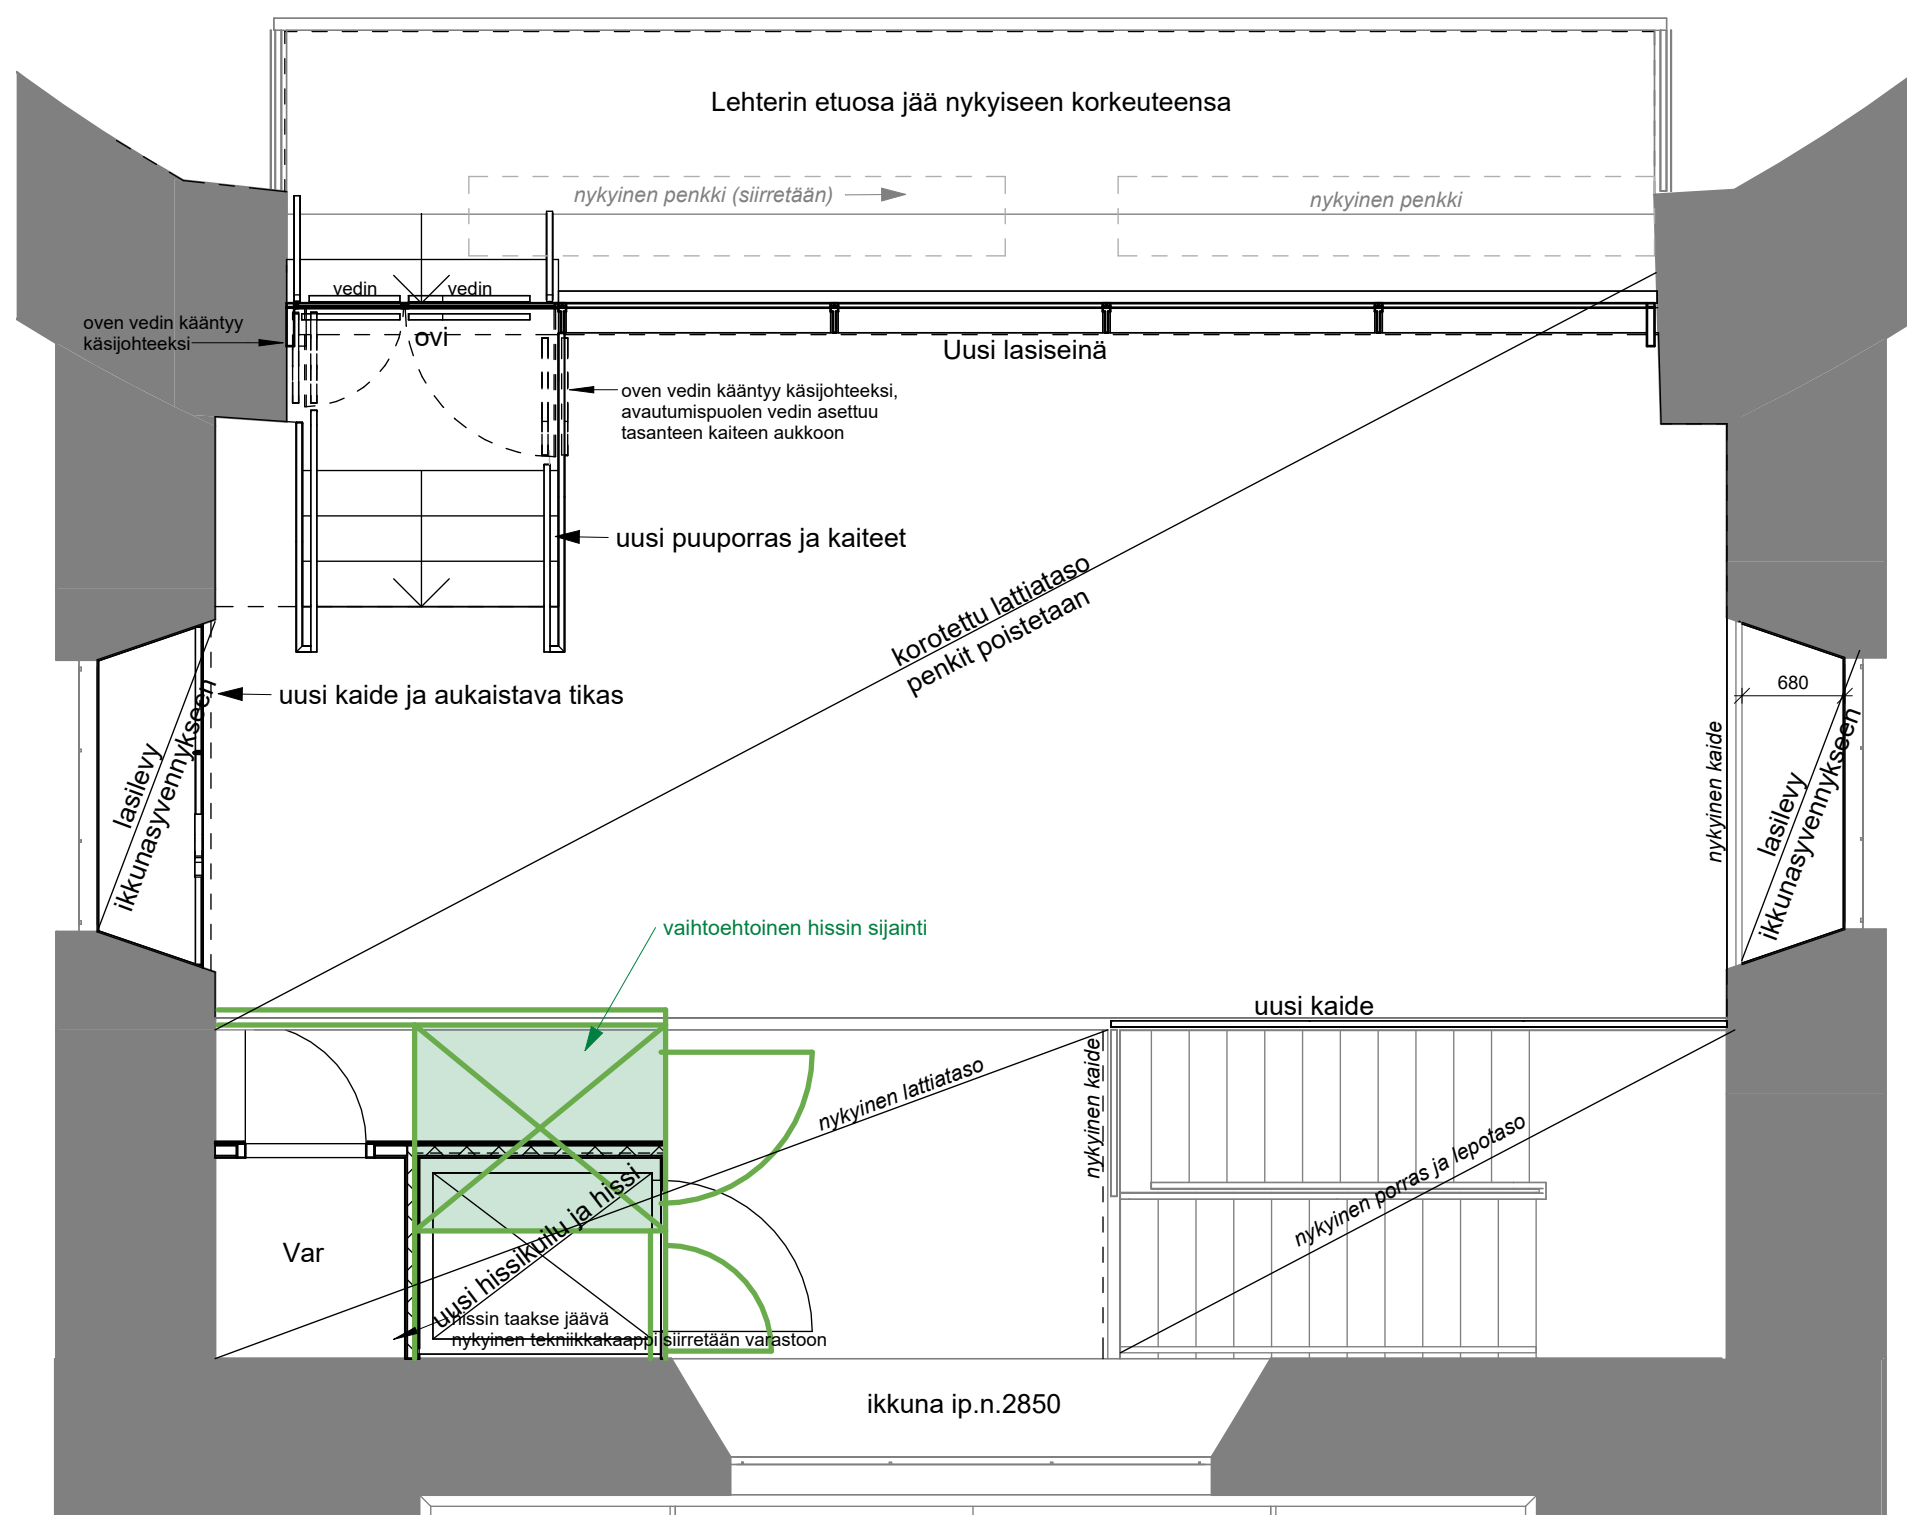 Lehterin etuosa jää nykyiseen korkeuteensa
nykyinen penkki (siirretään)
nykyinen penkki
vedin
vedin
oven vedin kääntyy
käsijohteeksi
ovi
Uusi lasiseinä
oven vedin kääntyy käsijohteeksi,
avautumispuolen vedin asettuu
tasanteen kaiteen aukkoon
uusi puuporras ja kaiteet
korotettu lattiataso
penkit poistetaan
uusi kaide ja aukaistava tikas
680
lasilevy
ikkunasyvennykseen
nykyinen kaide
lasilevy
ikkunasyvennykseen
vaihtoehtoinen hissin sijainti
uusi kaide
nykyinen lattiataso
nykyinen kaide
nykyinen porras ja lepotaso
uusi hissikuilu ja hissi
Var
hissin taakse jäävä
nykyinen tekniikkakaappi siirretään varastoon
ikkuna ip.n.2850